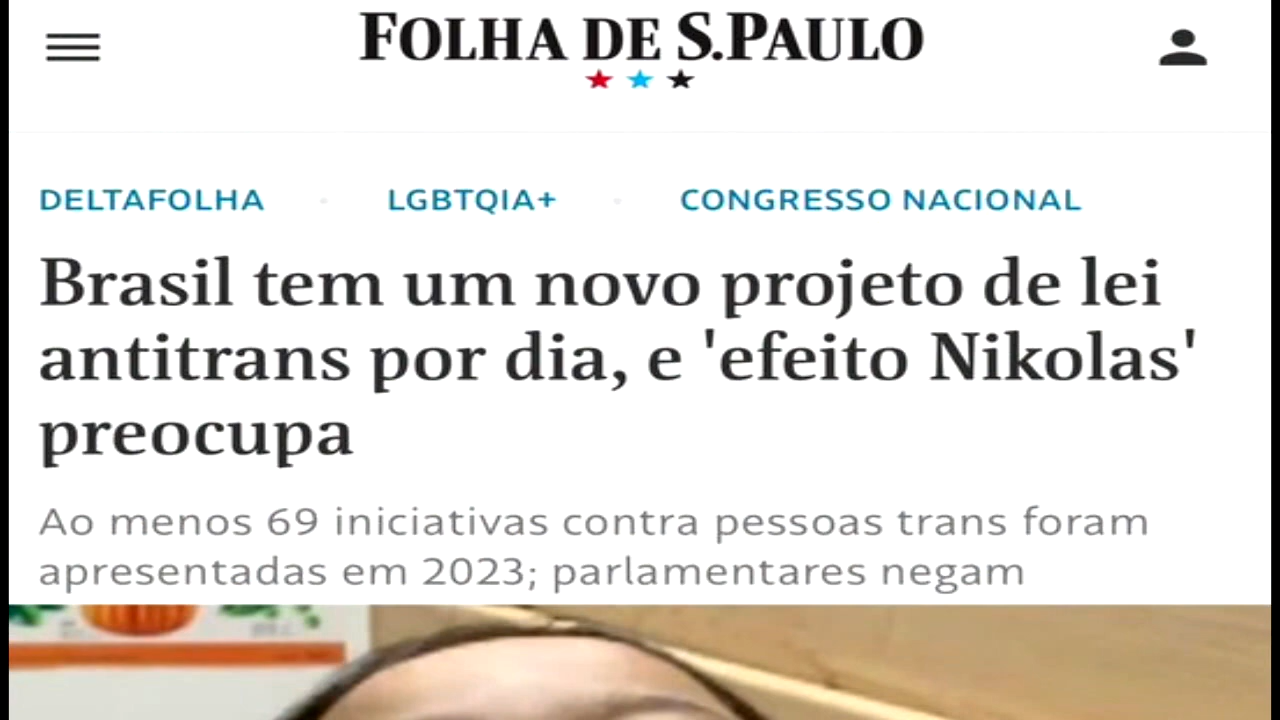 FOLHA DE S.PAULO
DELTAFOLHA · LGBTQIA+ · CONGRESSO NACIONAL
Brasil tem um novo projeto de lei
antitrans por dia, e 'efeito Nikolas'
preocupa
Ao menos 69 iniciativas contra pessoas trans foram
apresentadas em 2023; parlamentares negam